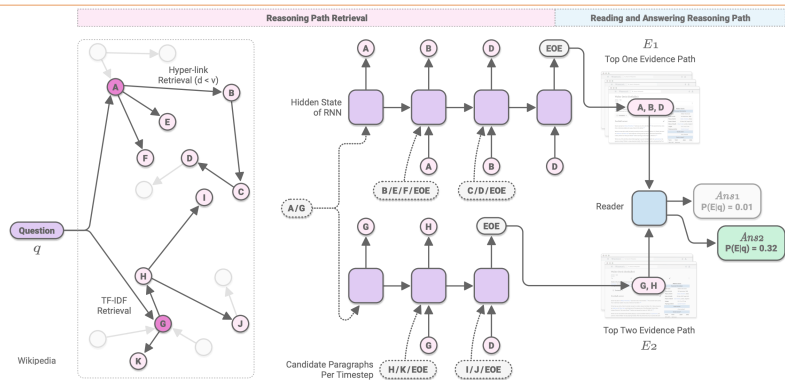 Reasoning Path Retrieval
Reading and Answering Reasoning Path
Hyper-link
Retrieval (d < v)
A
B
E
F
D
C
I
Question
q
H
TF-IDF
Retrieval
G
J
K
Wikipedia
A
B
D
EOE
Hidden State
of RNN
A
B
D
B/E/F/EOE
C/D/EOE
A/G
G
H
EOE
G
D
Candidate Paragraphs
Per Timestep
H/K/EOE
I/J/EOE
E1
Top One Evidence Path
A, B, D
Reader
Ans1
P(E|q) = 0.01
Ans2
P(E|q) = 0.32
G, H
Top Two Evidence Path
E2